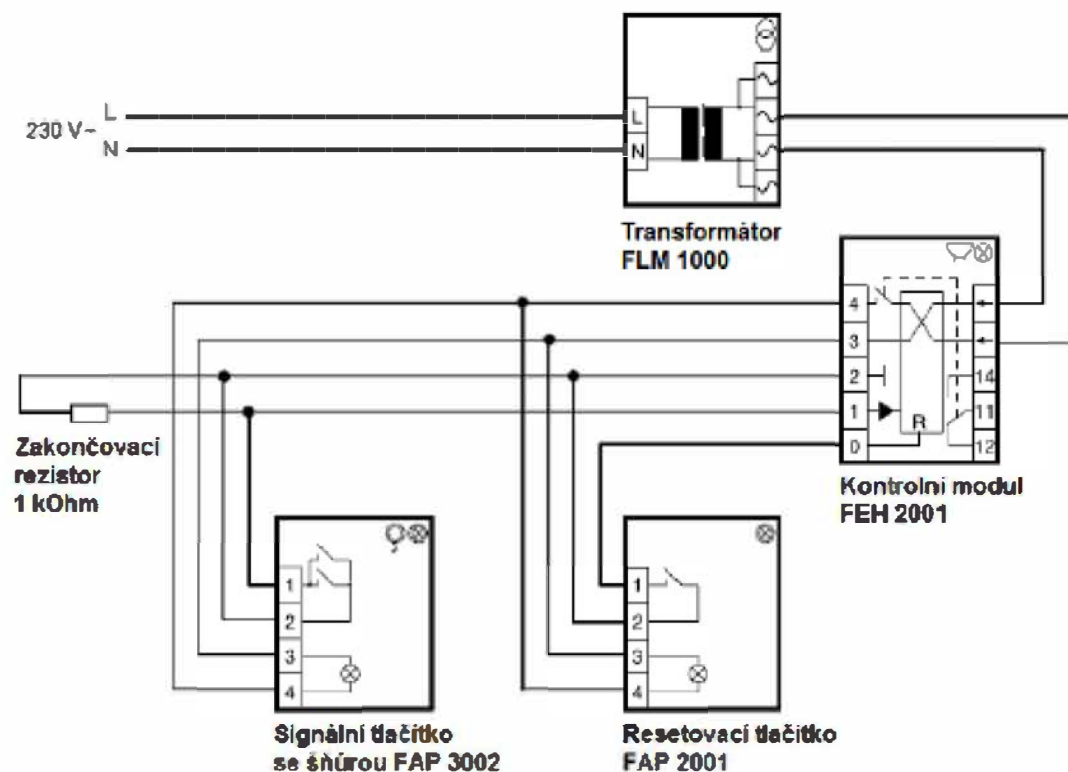 L
230 V~
N
L
N
Transformátor
FLM 1000
4
3
2
1
0
R
14
11
12
Kontrolní modul
FEH 2001
Zakončovací
rezistor
1 kOhm
1
2
3
4
Signální tlačítko
se šňúrou FAP 3002
1
2
3
4
Resetovací tlačítko
FAP 2001